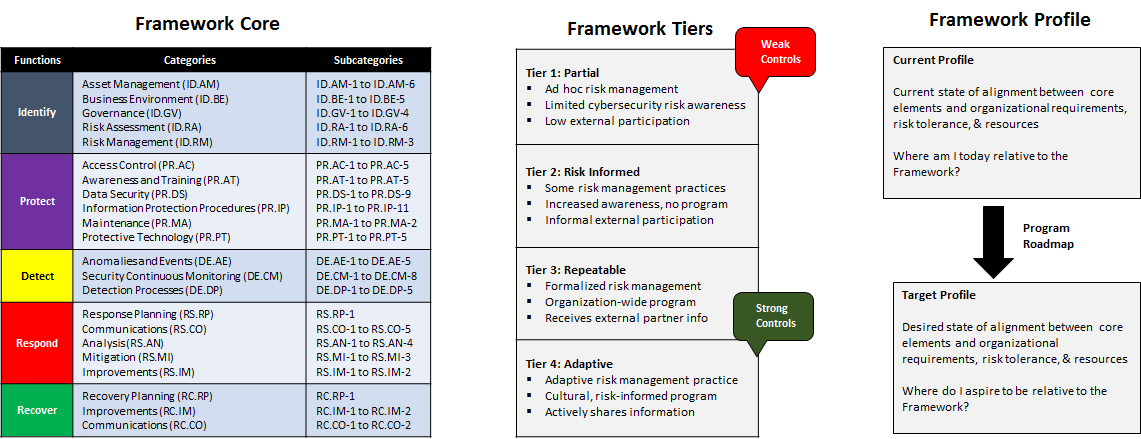 Framework Core
Functions Categories Subcategories
Identify
Asset Management (ID.AM) ID.AM-1 to ID.AM-6
Business Environment (ID.BE) ID.BE-1 to ID.BE-5
Governance (ID.GV) ID.GV-1 to ID.GV-4
Risk Assessment (ID.RA) ID.RA-1 to ID.RA-6
Risk Management (ID.RM) ID.RM-1 to ID.RM-3
Protect
Access Control (PR.AC) PR.AC-1 to PR.AC-5
Awareness and Training (PR.AT) PR.AT-1 to PR.AT-5
Data Security (PR.DS) PR.DS-1 to PR.DS-9
Information Protection Procedures (PR.IP) PR.IP-1 to PR.IP-11
Maintenance (PR.MA) PR.MA-1 to PR.MA-2
Protective Technology (PR.PT) PR.PT-1 to PR.PT-5
Detect
Anomalies and Events (DE.AE) DE.AE-1 to DE.AE-5
Security Continuous Monitoring (DE.CM) DE.CM-1 to DE.CM-8
Detection Processes (DE.DP) DE.DP-1 to DE.DP-5
Respond
Response Planning (RS.RP) RS.RP-1
Communications (RS.CO) RS.CO-1 to RS.CO-5
Analysis (RS.AN) RS.AN-1 to RS.AN-4
Mitigation (RS.MI) RS.MI-1 to RS.MI-3
Improvements (RS.IM) RS.IM-1 to RS.IM-2
Recover
Recovery Planning (RC.RP) RC.RP-1
Improvements (RC.IM) RC.IM-1 to RC.IM-2
Communications (RC.CO) RC.CO-1 to RC.CO-2
Framework Tiers
Weak
Controls
Tier 1: Partial
▪ Ad hoc risk management
▪ Limited cybersecurity risk awareness
▪ Low external participation
Tier 2: Risk Informed
▪ Some risk management practices
▪ Increased awareness, no program
▪ Informal external participation
Tier 3: Repeatable
▪ Formalized risk management
▪ Organization-wide program
▪ Receives external partner info
Strong
Controls
Tier 4: Adaptive
▪ Adaptive risk management practice
▪ Cultural, risk-informed program
▪ Actively shares information
Framework Profile
Current Profile
Current state of alignment between core
elements and organizational requirements,
risk tolerance, & resources
Where am I today relative to the
Framework?
Program
Roadmap
Target Profile
Desired state of alignment between core
elements and organizational
requirements, risk tolerance, & resources
Where do I aspire to be relative to the
Framework?